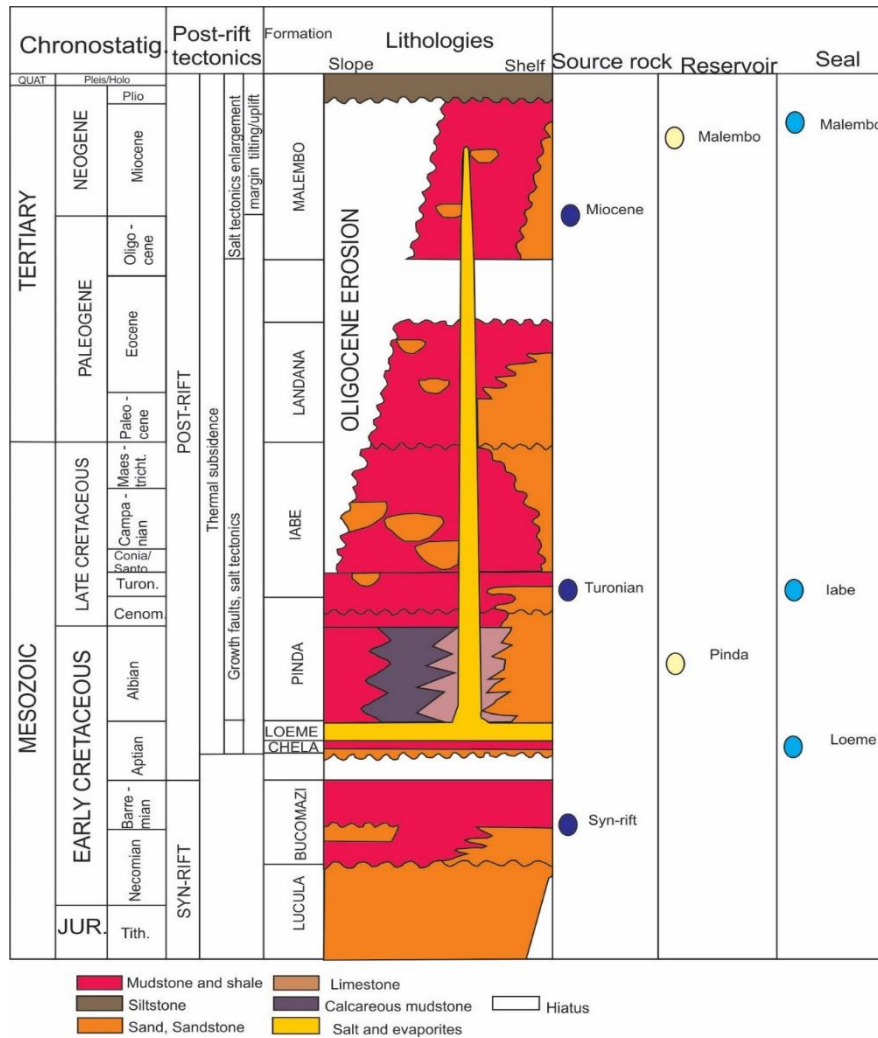 Chronostatig.
Post-rift
tectonics
Formation
Lithologies
Slope
Shelf
Source rock
Reservoir
Seal
QUAT
Pleis/Holo
TERTIARY
NEOGENE
Plio
Miocene
PALEOGENE
Oligo -
cene
Eocene
Paleo -
cene
MESOZOIC
LATE CRETACEOUS
Maes -
tricht.
Campa -
nian
Conia/
Santo
Turon.
Cenom.
EARLY CRETACEOUS
Albian
Aptian
Barre -
mian
Necomian
JUR.
Tith.
POST-RIFT
SYN-RIFT
Thermal subsidence
Salt tectonics enlargement
margin tilting/uplift
Growth faults, salt tectonics
MALEMBO
LANDANA
IABE
PINDA
LOEME
CHELA
BUCOMAZI
LUCULA
OLIGOCENE EROSION
Miocene
Turonian
Syn-rift
Malembo
Pinda
Malembo
Iabe
Loeme
Mudstone and shale
Limestone
Siltstone
Calcareous mudstone
Hiatus
Sand, Sandstone
Salt and evaporites